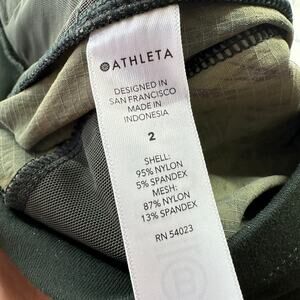 ATHLETA
DESIGNED IN
SAN FRANCISCO
MADE IN
INDONESIA
2
SHELL:
95% NYLON
5% SPANDEX
MESH:
87% NYLON
13% SPANDEX
RN 54023
B